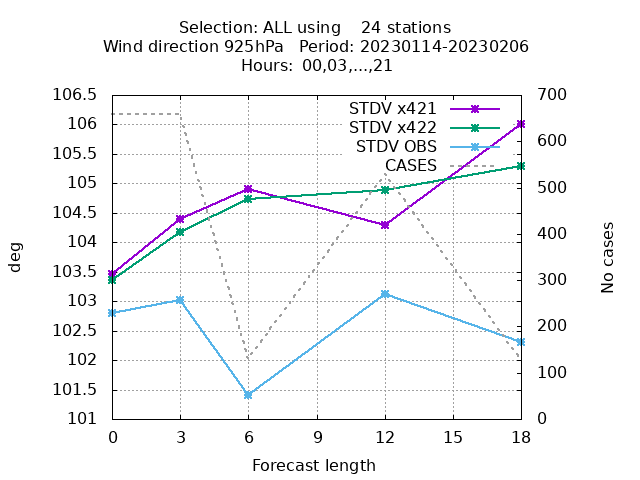 Selection: ALL using    24 stations
Wind direction 925hPa   Period: 20230114-20230206
Hours:  00,03,...,21
106.5
106
105.5
105
104.5
104
103.5
103
102.5
102
101.5
101
deg
STDV x421
STDV x422
STDV OBS
CASES
700
600
500
400
300
200
100
0
No cases
0 3 6 9 12 15 18
Forecast length